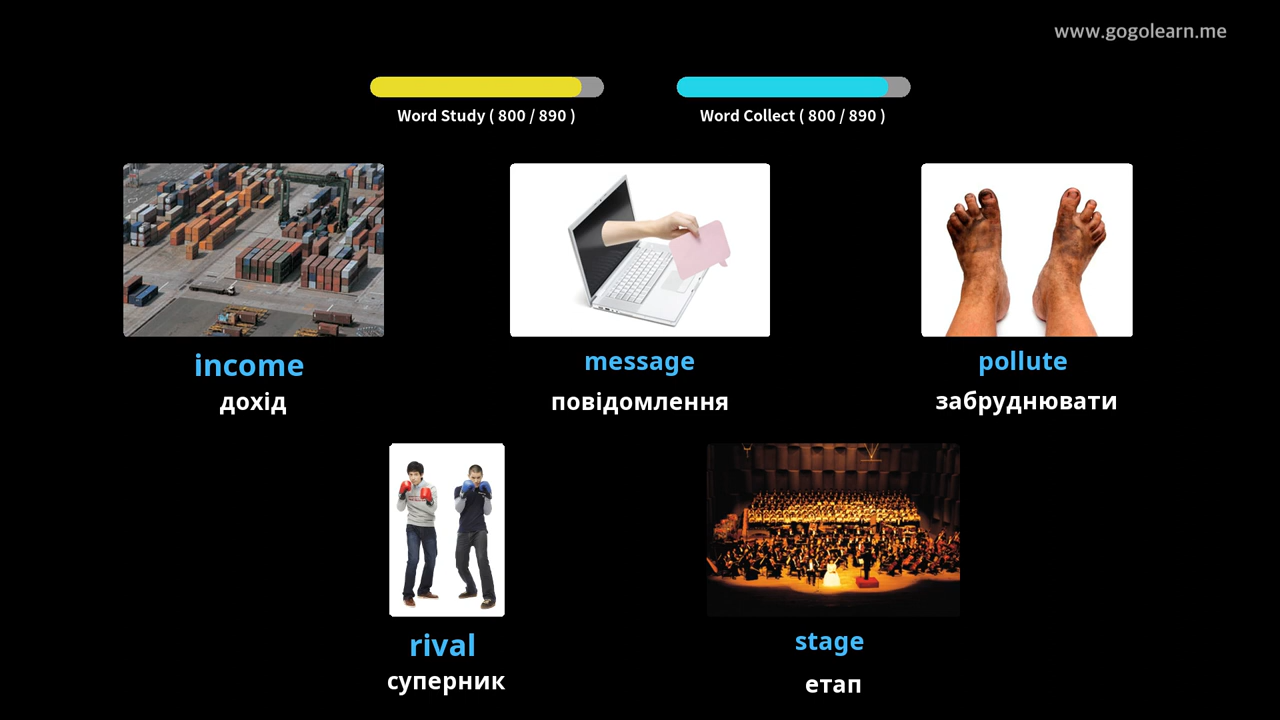 www.gogolearn.me
Word Study ( 800 / 890 )
Word Collect ( 800 / 890 )
income
дохід
message
повідомлення
pollute
забруднювати
rival
суперник
stage
етап